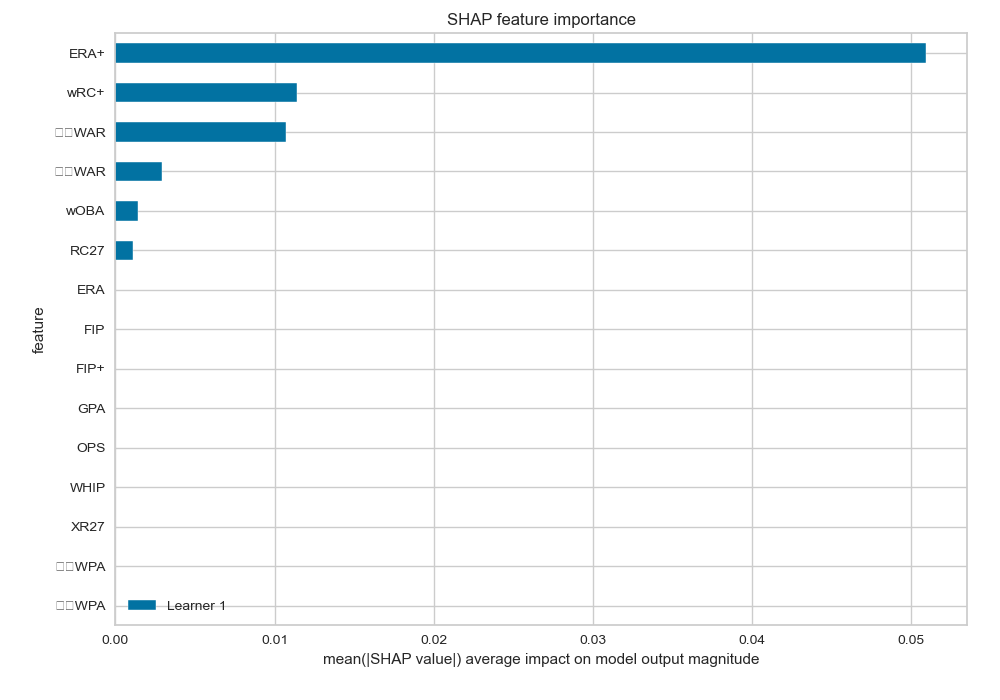 SHAP feature importance
ERA+
wRC+
□□WAR
□□WAR
wOBA
RC27
ERA
FIP
FIP+
GPA
OPS
WHIP
XR27
□□WPA
□□WPA
feature
Learner 1
0.00 0.01 0.02 0.03 0.04 0.05
mean(|SHAP value|) average impact on model output magnitude